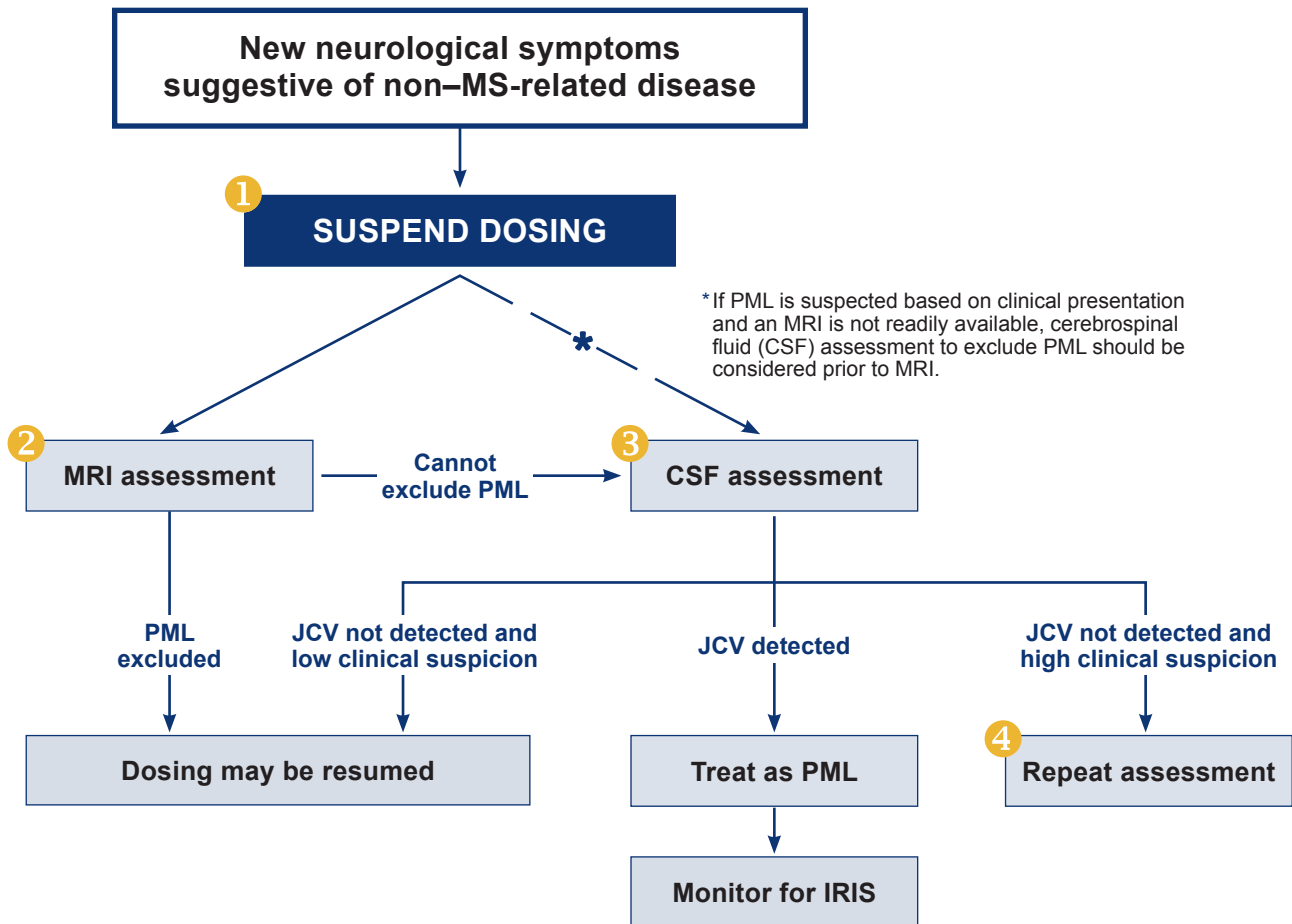 New neurological symptoms
suggestive of non–MS-related disease
1
SUSPEND DOSING
*If PML is suspected based on clinical presentation
and an MRI is not readily available, cerebrospinal
fluid (CSF) assessment to exclude PML should be
considered prior to MRI.
*
2
MRI assessment
Cannot
exclude PML
3
CSF assessment
PML
excluded
JCV not detected and
low clinical suspicion
JCV detected
JCV not detected and
high clinical suspicion
Dosing may be resumed
Treat as PML
4
Repeat assessment
Monitor for IRIS